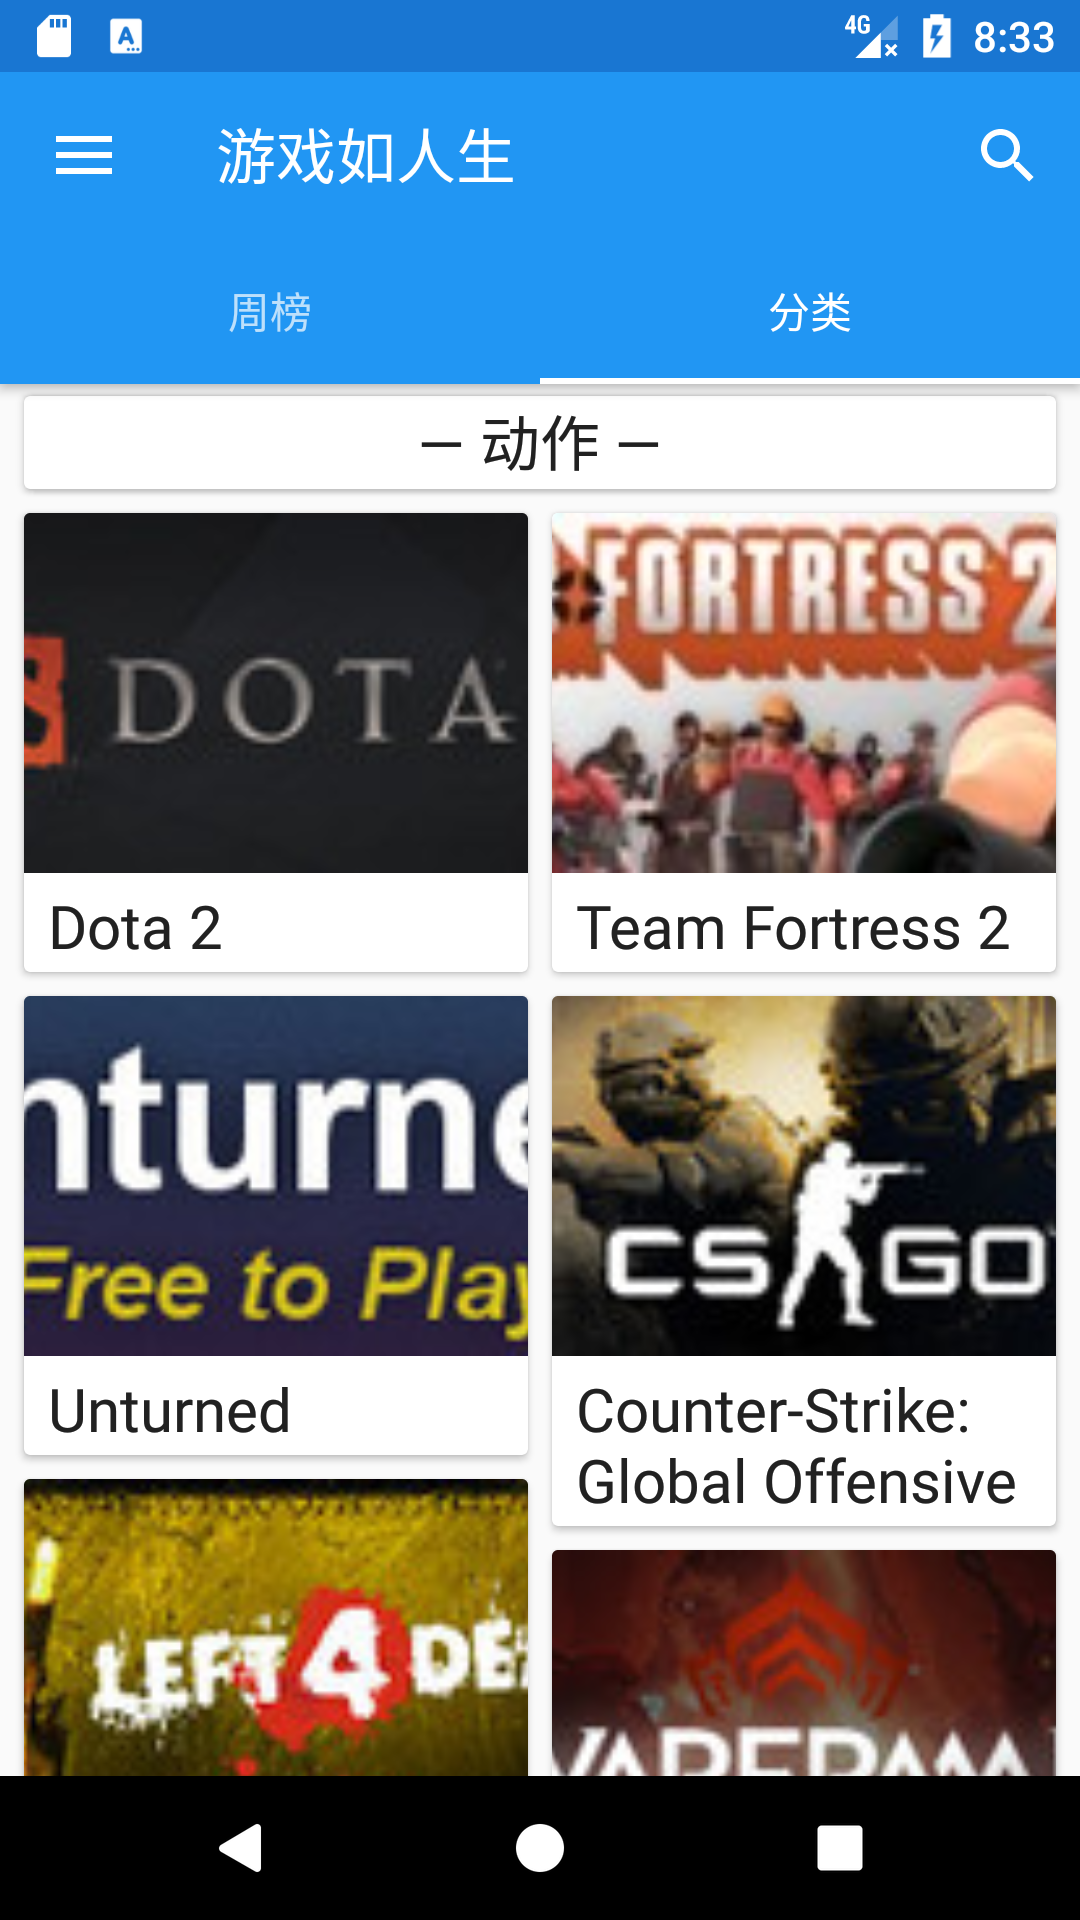 4G 8:33
游戏如人生
周榜 分类
— 动作 —
DOTA
FORTRESS 2
Dota 2
Team Fortress 2
nturne
Free to Play
CS GO
Unturned
Counter-Strike:
Global Offensive
LEFT 4 DE
WARFRAM